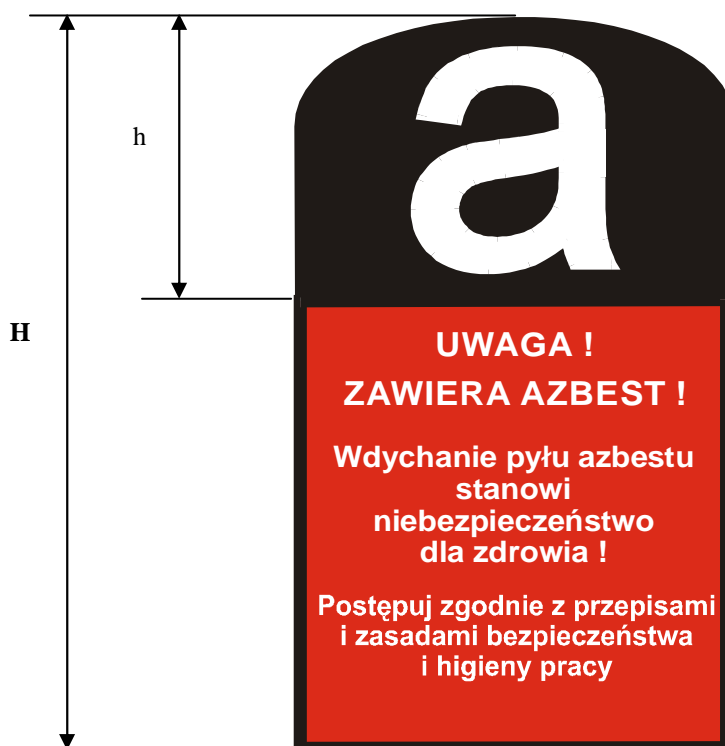 a
h
H
UWAGA !
ZAWIERA AZBEST !
Wdychanie pyłu azbestu
stanowi
niebezpieczeństwo
dla zdrowia !
Postępuj zgodnie z przepisami
i zasadami bezpieczeństwa
i higieny pracy